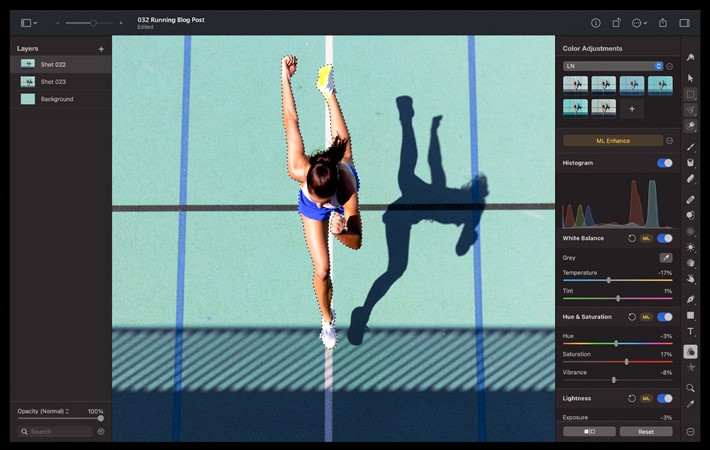 032 Running Blog Post
Edited
Layers
Shot 022
Shot 023
Background
Opacity (Normal)
100%
Search
Color Adjustments
LN
ML Enhance
Histogram
White Balance
ML
Grey
Temperature
-17%
Tint
1%
Hue & Saturation
ML
Hue
-3%
Saturation
17%
Vibrance
-8%
Lightness
ML
Exposure
-3%
Reset